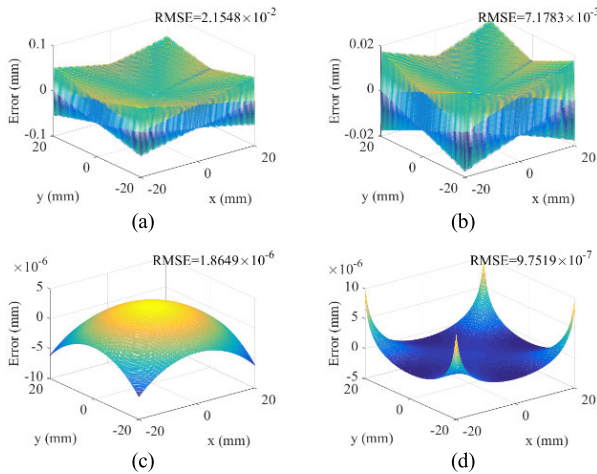 RMSE=2.1548×10-2
0.1
0
-0.1
Error (mm)
20
0
-20
y (mm)
-20
0
20
x (mm)
(a)
RMSE=7.1783×10-3
0.02
0
-0.02
Error (mm)
20
0
-20
y (mm)
-20
0
20
x (mm)
(b)
×10-6
RMSE=1.8649×10-6
5
0
-5
-10
Error (mm)
20
0
-20
y (mm)
-20
0
20
x (mm)
(c)
×10-6
RMSE=9.7519×10-7
10
5
0
5
Error (mm)
20
0
-20
y (mm)
-20
0
20
x (mm)
(d)